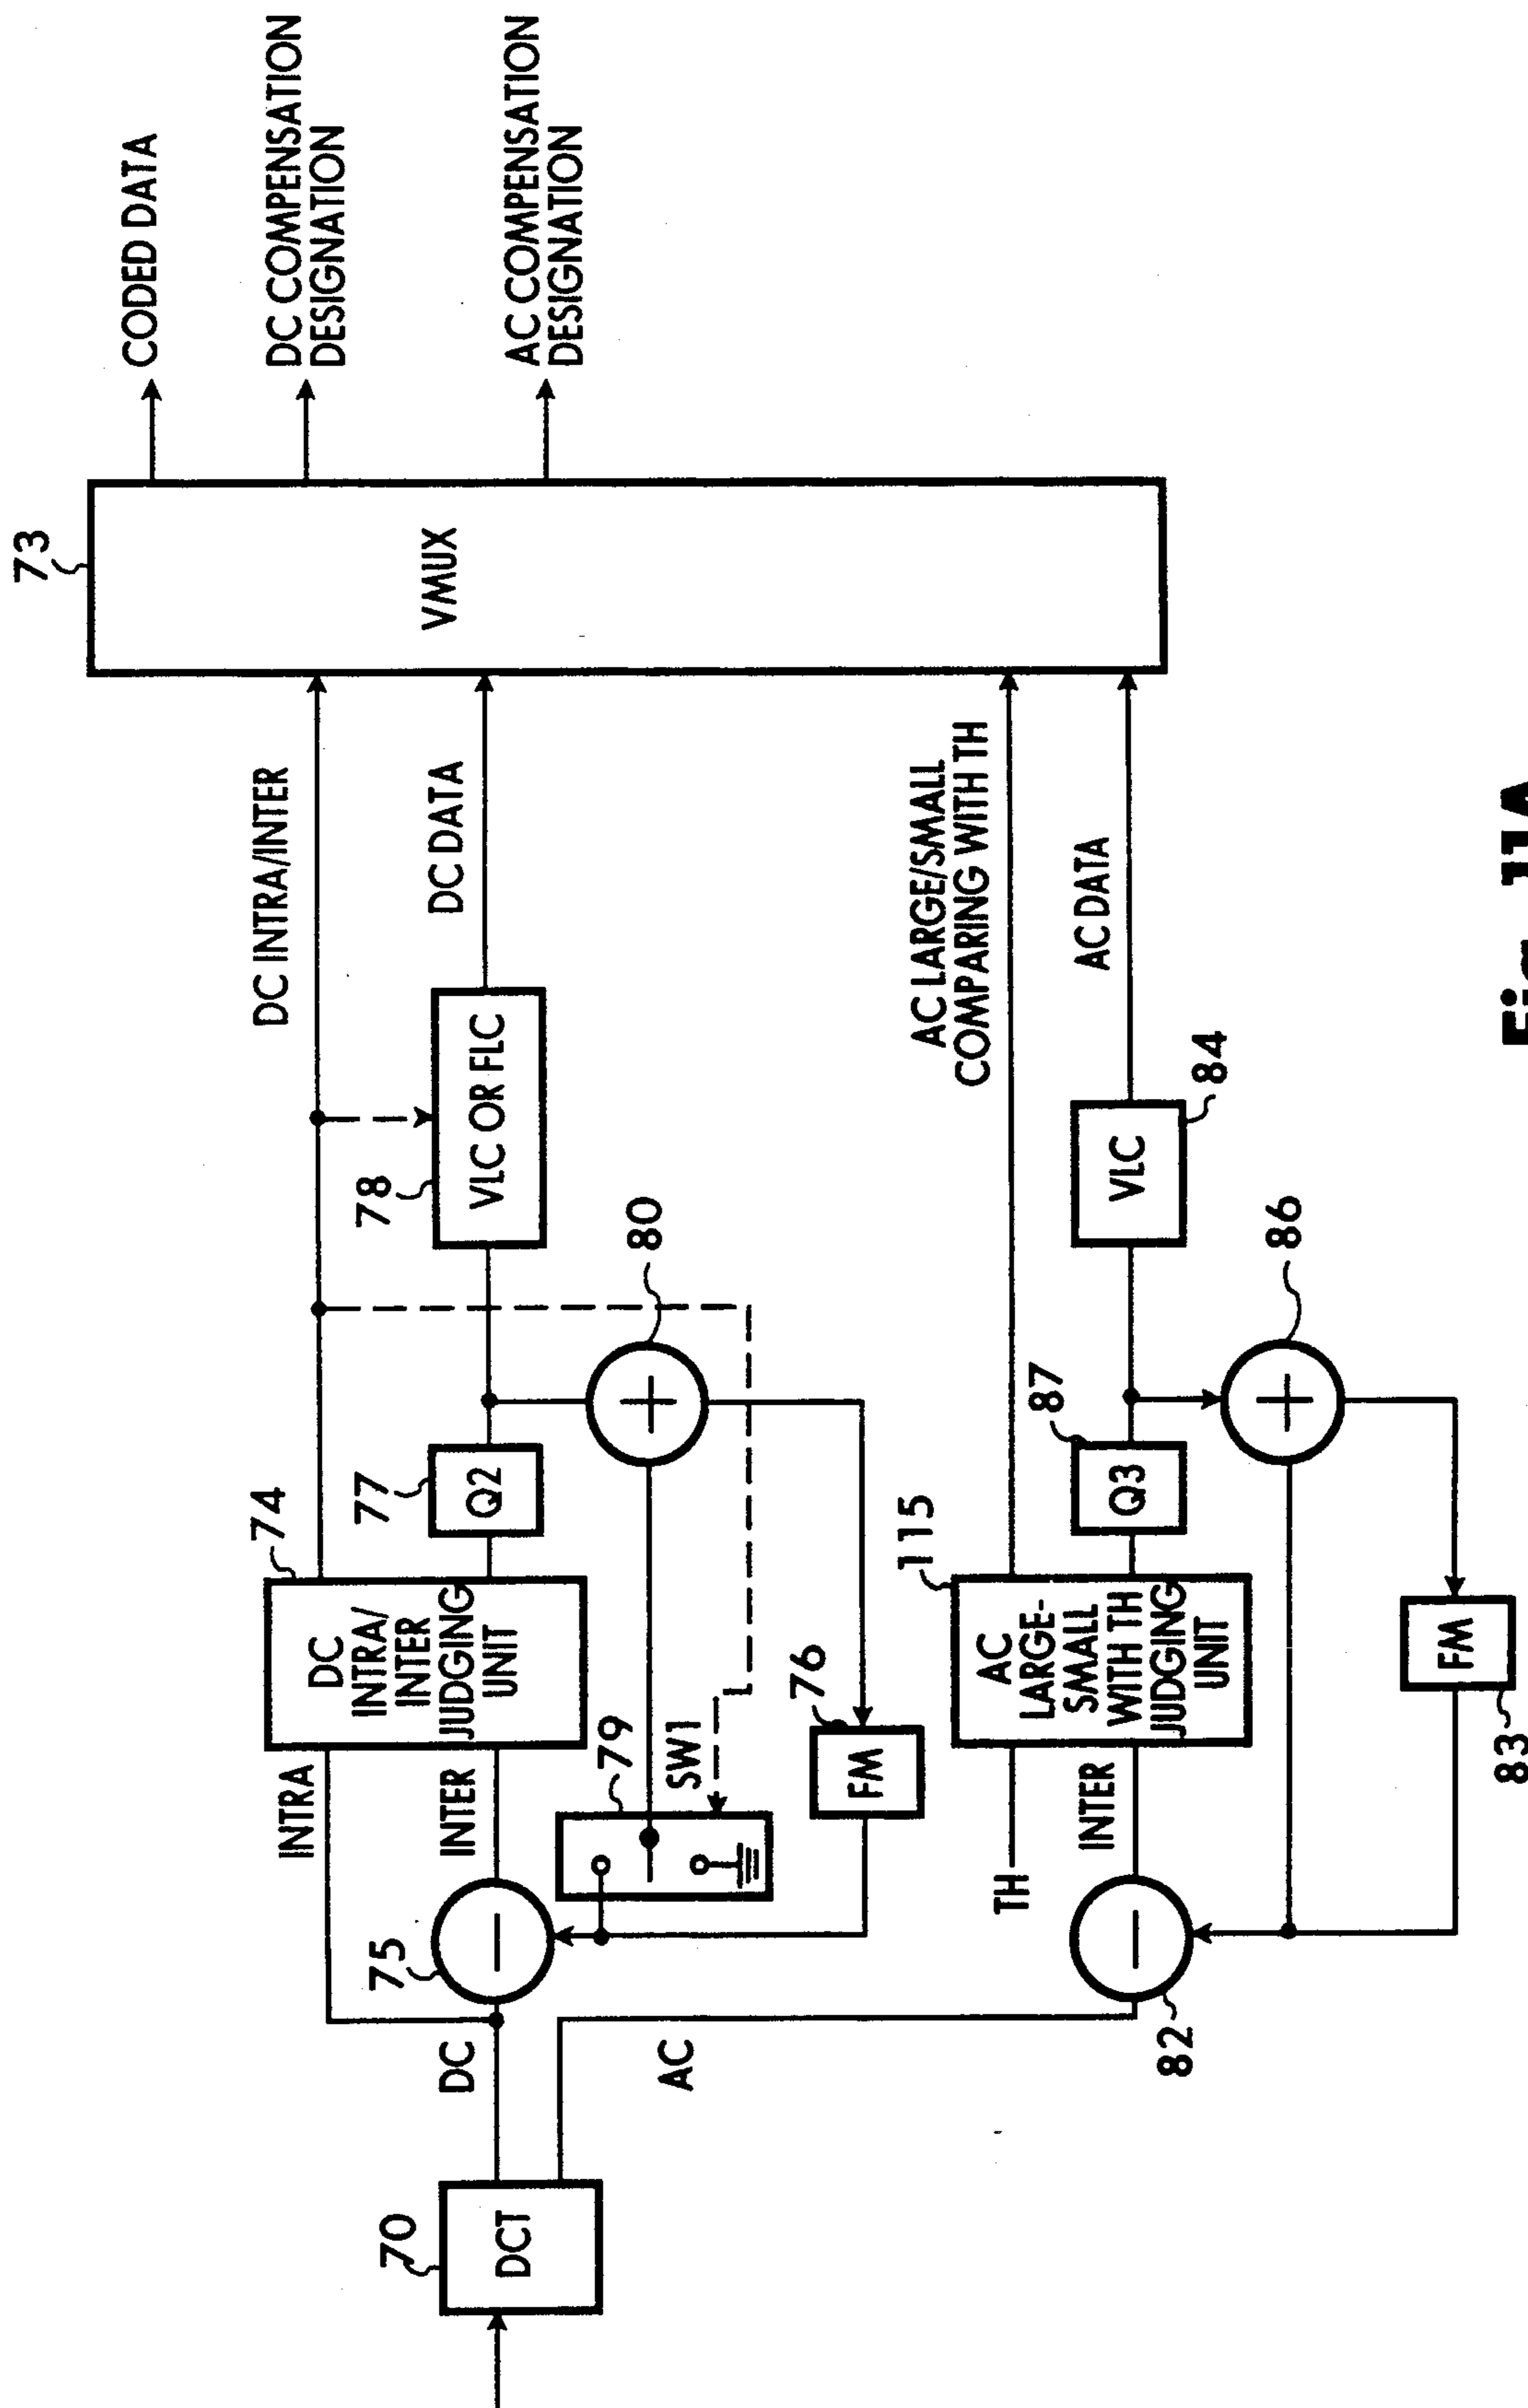 73
CODED DATA
DC COMPENSATION
DESIGNATION
AC COMPENSATION
DESIGNATION
VMUX
DC INTRA/INTER
DC DATA
AC LARGE/SMALL
COMPARING WITH TH
AC DATA
78
VLC OR FLC
80
VLC
84
86
74
DC
INTRA/
INTER
JUDGING
UNIT
77
Q2
87
Q3
115
AC
LARGE-
SMALL
WITH TH
JUDGING
UNIT
INTRA
INTER
79
SW1
76
FM
TH
INTER
FM
83
75
DC
AC
82
70
DCT
Fig. 11A